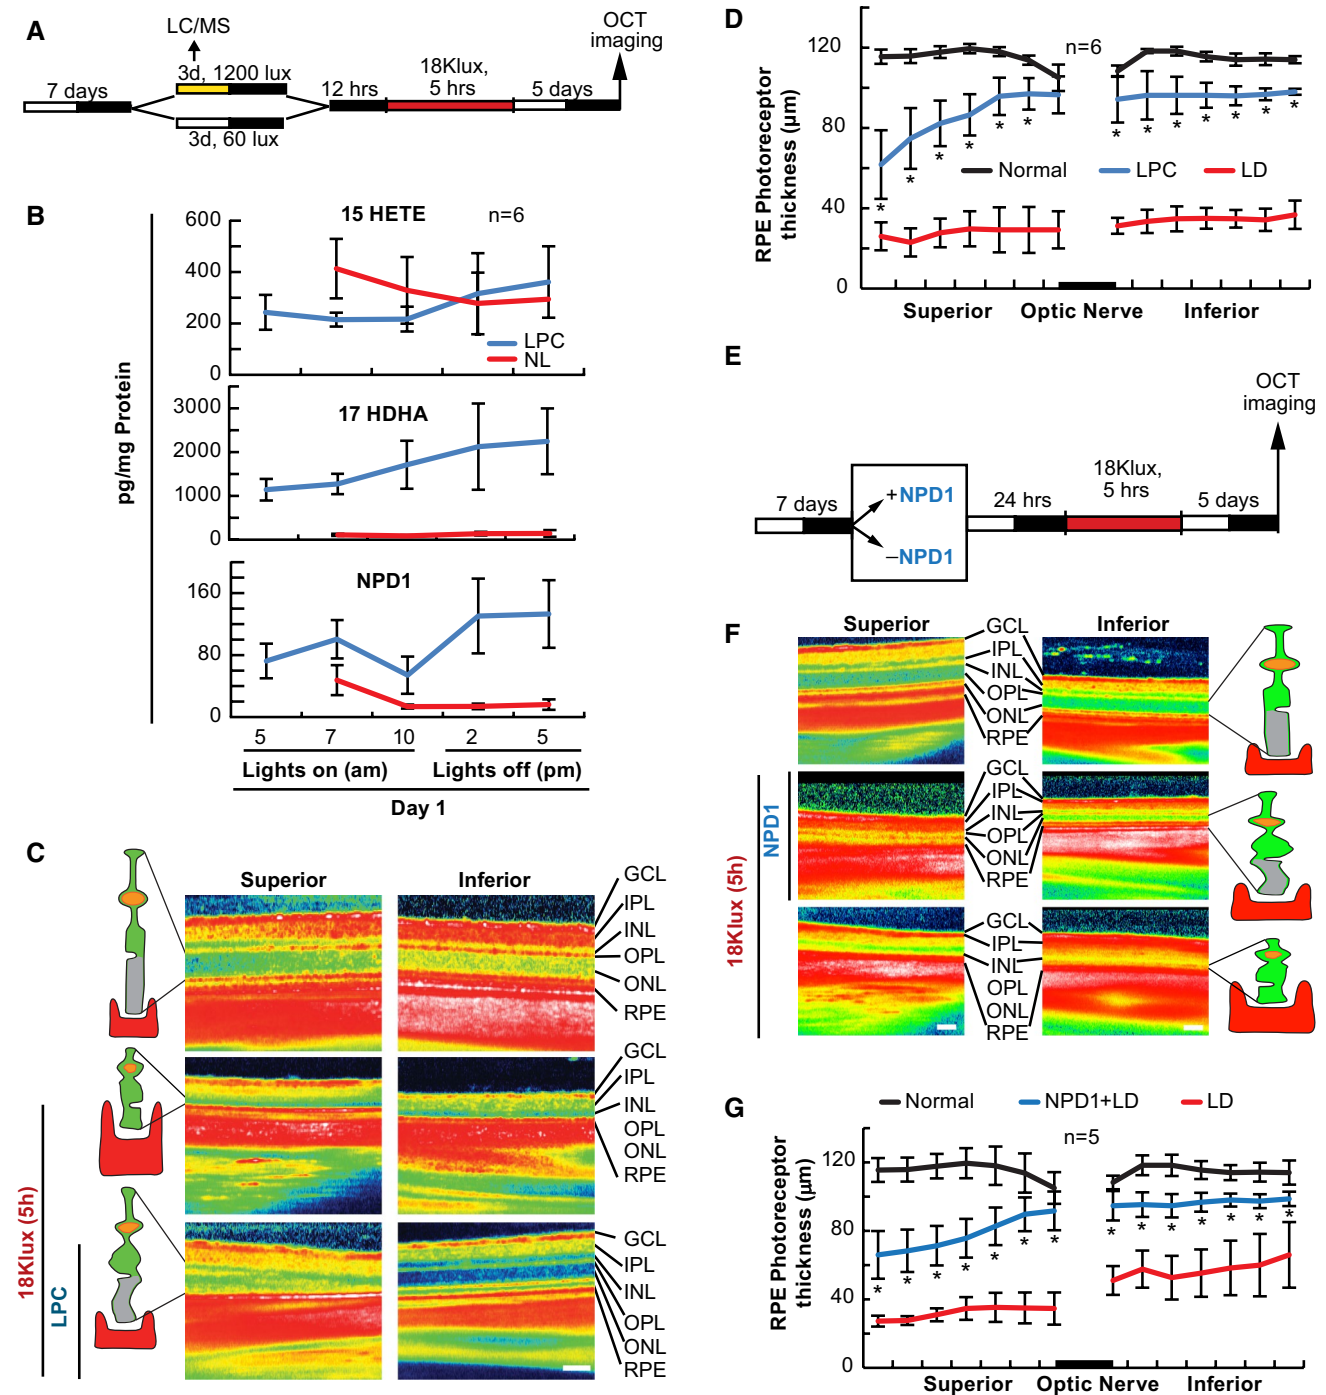 A
LC/MS
3d, 1200 lux
7 days
3d, 60 lux
12 hrs
18Klux,
5 hrs
5 days
OCT
imaging
B
pg/mg Protein
15 HETE
n=6
600
400
200
0
LPC
NL
17 HDHA
3000
2000
1000
0
NPD1
160
80
0
5 7 10 2 5
Lights on (am) Lights off (pm)
Day 1
C
Superior Inferior
GCL
IPL
INL
OPL
ONL
RPE
GCL
IPL
INL
OPL
ONL
RPE
GCL
IPL
INL
OPL
ONL
RPE
18Klux (5h)
LPC
D
RPE Photoreceptor
thickness (µm)
120
80
40
0
n=6
Normal LPC LD
* * * * * * * * * * * * *
Superior Optic Nerve Inferior
E
7 days
+NPD1
–NPD1
24 hrs
18Klux,
5 hrs
5 days
OCT
imaging
F
Superior Inferior
GCL
IPL
INL
OPL
ONL
RPE
GCL
IPL
INL
OPL
ONL
RPE
GCL
IPL
INL
OPL
ONL
RPE
18Klux (5h)
NPD1
G
Normal NPD1+LD LD
RPE Photoreceptor
thickness (µm)
120
80
40
0
n=5
* * * * * * * * * * * * * *
Superior Optic Nerve Inferior